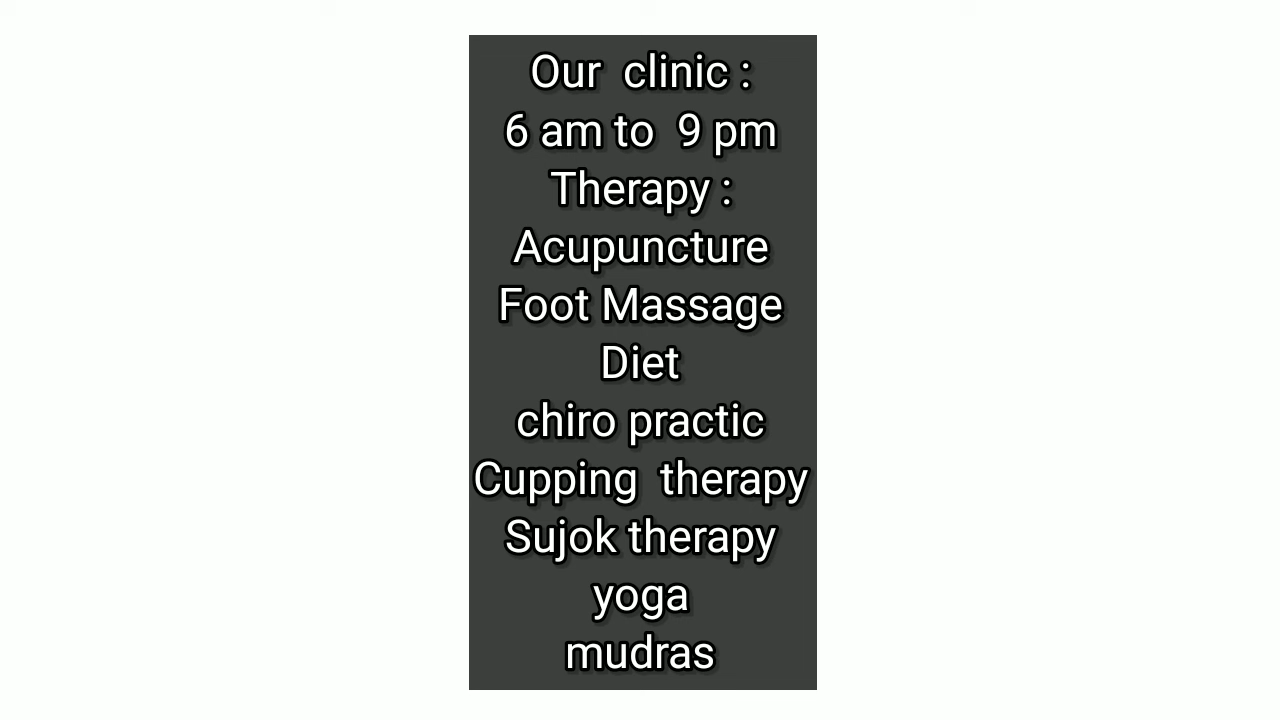 Our clinic :
6 am to 9 pm
Therapy :
Acupuncture
Foot Massage
Diet
chiro practic
Cupping therapy
Sujok therapy
yoga
mudras